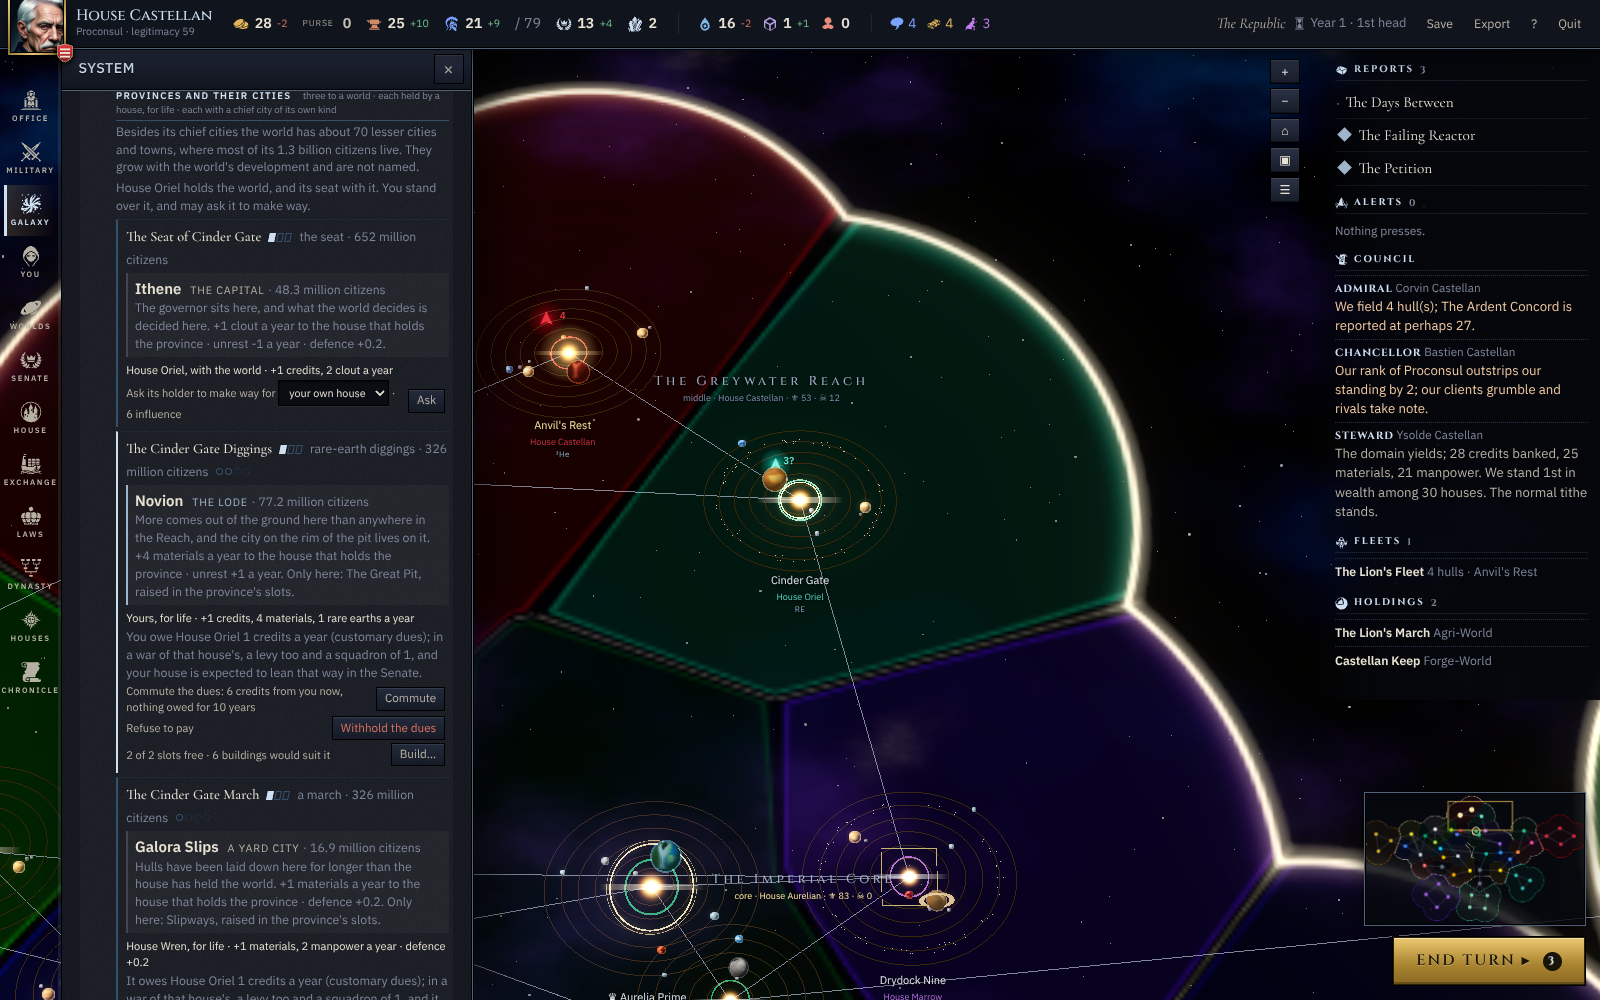 HOUSE CASTELLAN
Proconsul · legitimacy 59
28 -2 PURSE 0 25 +10 21 +9 / 79 13 +4 2 16 -2 1 +1 0 4 4 3
The Republic Year 1 · 1st head Save Export ? Quit
OFFICE
MILITARY
GALAXY
YOU
WORLDS
SENATE
HOUSE
EXCHANGE
LAWS
DYNASTY
HOUSES
CHRONICLE
SYSTEM ×
PROVINCES AND THEIR CITIES three to a world · each held by a
house, for life · each with a chief city of its own kind
Besides its chief cities the world has about 70 lesser cities
and towns, where most of its 1.3 billion citizens live. They
grow with the world's development and are not named.
House Oriel holds the world, and its seat with it. You stand
over it, and may ask it to make way.
The Seat of Cinder Gate the seat · 652 million
citizens
Ithene THE CAPITAL · 48.3 million citizens
The governor sits here, and what the world decides is
decided here. +1 clout a year to the house that holds
the province · unrest -1 a year · defence +0.2.
House Oriel, with the world · +1 credits, 2 clout a year
Ask its holder to make way for your own house ·
6 influence
Ask
The Cinder Gate Diggings rare-earth diggings · 326
million citizens
Novion THE LODE · 77.2 million citizens
More comes out of the ground here than anywhere in
the Reach, and the city on the rim of the pit lives on it.
+4 materials a year to the house that holds the
province · unrest +1 a year. Only here: The Great Pit,
raised in the province's slots.
Yours, for life · +1 credits, 4 materials, 1 rare earths a year
You owe House Oriel 1 credits a year (customary dues); in
a war of that house's, a levy too and a squadron of 1, and
your house is expected to lean that way in the Senate.
Commute the dues: 6 credits from you now,
nothing owed for 10 years
Commute
Refuse to pay Withhold the dues
2 of 2 slots free · 6 buildings would suit it Build...
The Cinder Gate March a march · 326 million
citizens
Galora Slips A YARD CITY · 16.9 million citizens
Hulls have been laid down here for longer than the
house has held the world. +1 materials a year to the
house that holds the province · defence +0.2. Only
here: Slipways, raised in the province's slots.
House Wren, for life · +1 materials, 2 manpower a year · defence
+0.2
It owes House Oriel 1 credits a year (customary dues); in a
war of that house's, a levy too and a squadron of 1, and it
4
Anvil's Rest
House Castellan
³He
THE GREYWATER REACH
middle · House Castellan · 53 · 12
3?
Cinder Gate
House Oriel
RE
THE IMPERIAL CORE
core · House Aurelian · 83 · 0
Drydock Nine
House Marrow
Aurelia Prime
+
−
REPORTS 3
· The Days Between
The Failing Reactor
The Petition
ALERTS 0
Nothing presses.
COUNCIL
ADMIRAL Corvin Castellan
We field 4 hull(s); The Ardent Concord is
reported at perhaps 27.
CHANCELLOR Bastien Castellan
Our rank of Proconsul outstrips our
standing by 2; our clients grumble and
rivals take note.
STEWARD Ysolde Castellan
The domain yields; 28 credits banked, 25
materials, 21 manpower. We stand 1st in
wealth among 30 houses. The normal tithe
stands.
FLEETS 1
The Lion's Fleet 4 hulls · Anvil's Rest
HOLDINGS 2
The Lion's March Agri-World
Castellan Keep Forge-World
END TURN ▸ 3